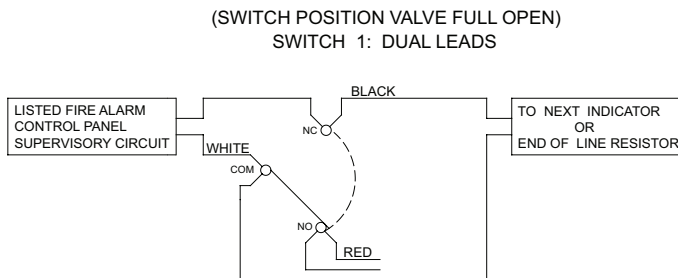 (SWITCH POSITION VALVE FULL OPEN)
SWITCH 1: DUAL LEADS
BLACK
LISTED FIRE ALARM
CONTROL PANEL
SUPERVISORY CIRCUIT
TO NEXT INDICATOR
OR
END OF LINE RESISTOR
NC
WHITE
COM
NO
RED